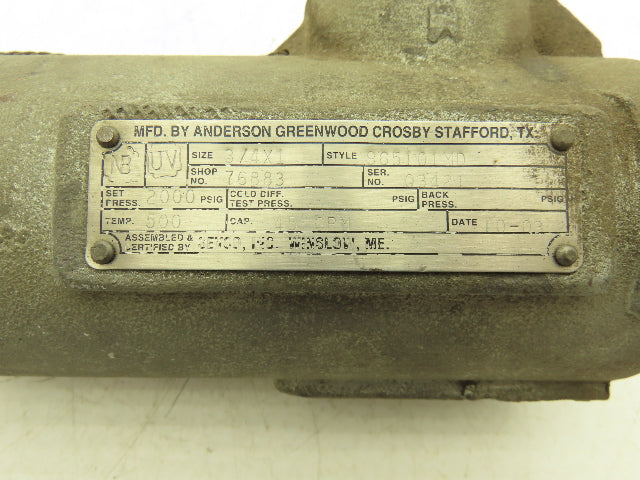 MFD. BY ANDERSON GREENWOOD CROSBY STAFFORD, TX.
NB UV SIZE 3/4X1 STYLE
SHOP NO. 76883 SER. NO.
SET PRESS. 2000 PSIG COLD DIFF. TEST PRESS. PSIG BACK PRESS. PSIG
TEMP. 500 CAP. GPM DATE
ASSEMBLED & CERTIFIED BY WINSLOW, ME.